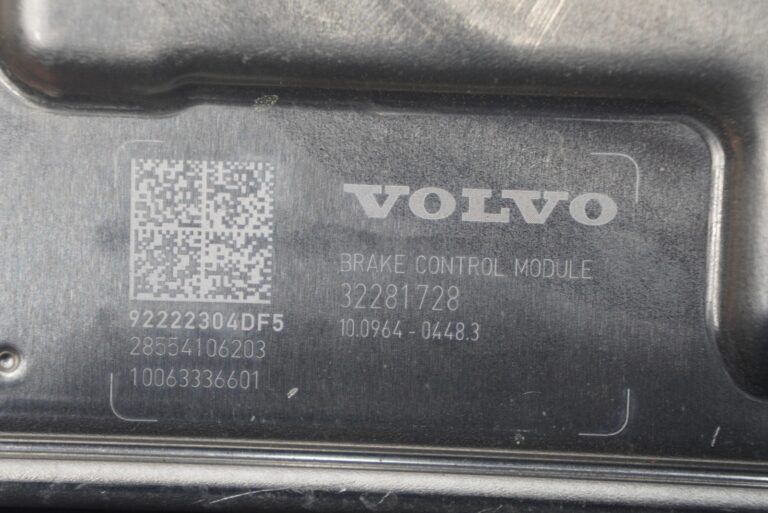 VOLVO
BRAKE CONTROL MODULE
32281728
10.0964-0448.3
92222304DF5
28554106203
10063336601